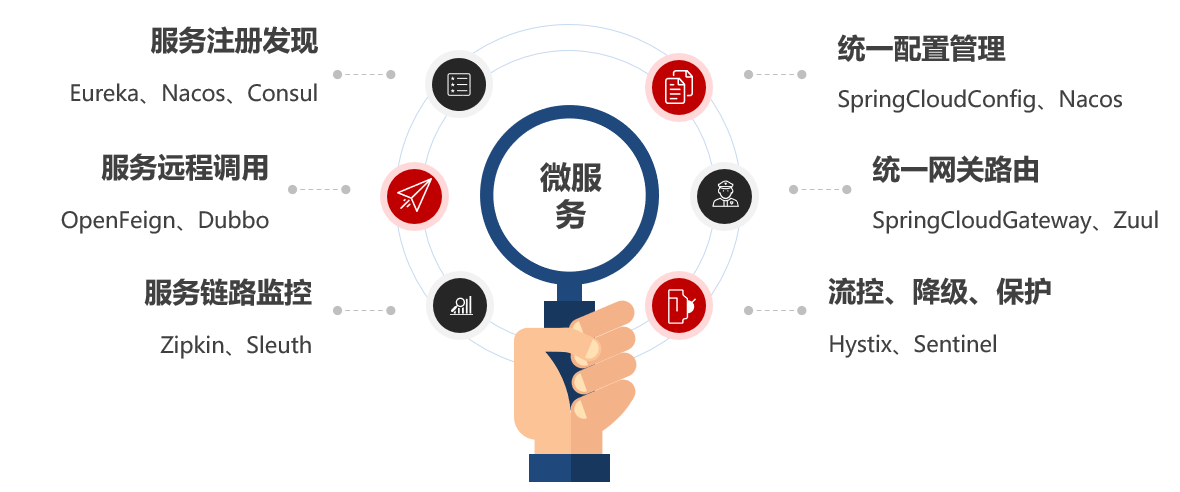 服务注册发现
Eureka、Nacos、Consul
服务远程调用
OpenFeign、Dubbo
服务链路监控
Zipkin、Sleuth
微服
务
统一配置管理
SpringCloudConfig、Nacos
统一网关路由
SpringCloudGateway、Zuul
流控、降级、保护
Hystix、Sentinel